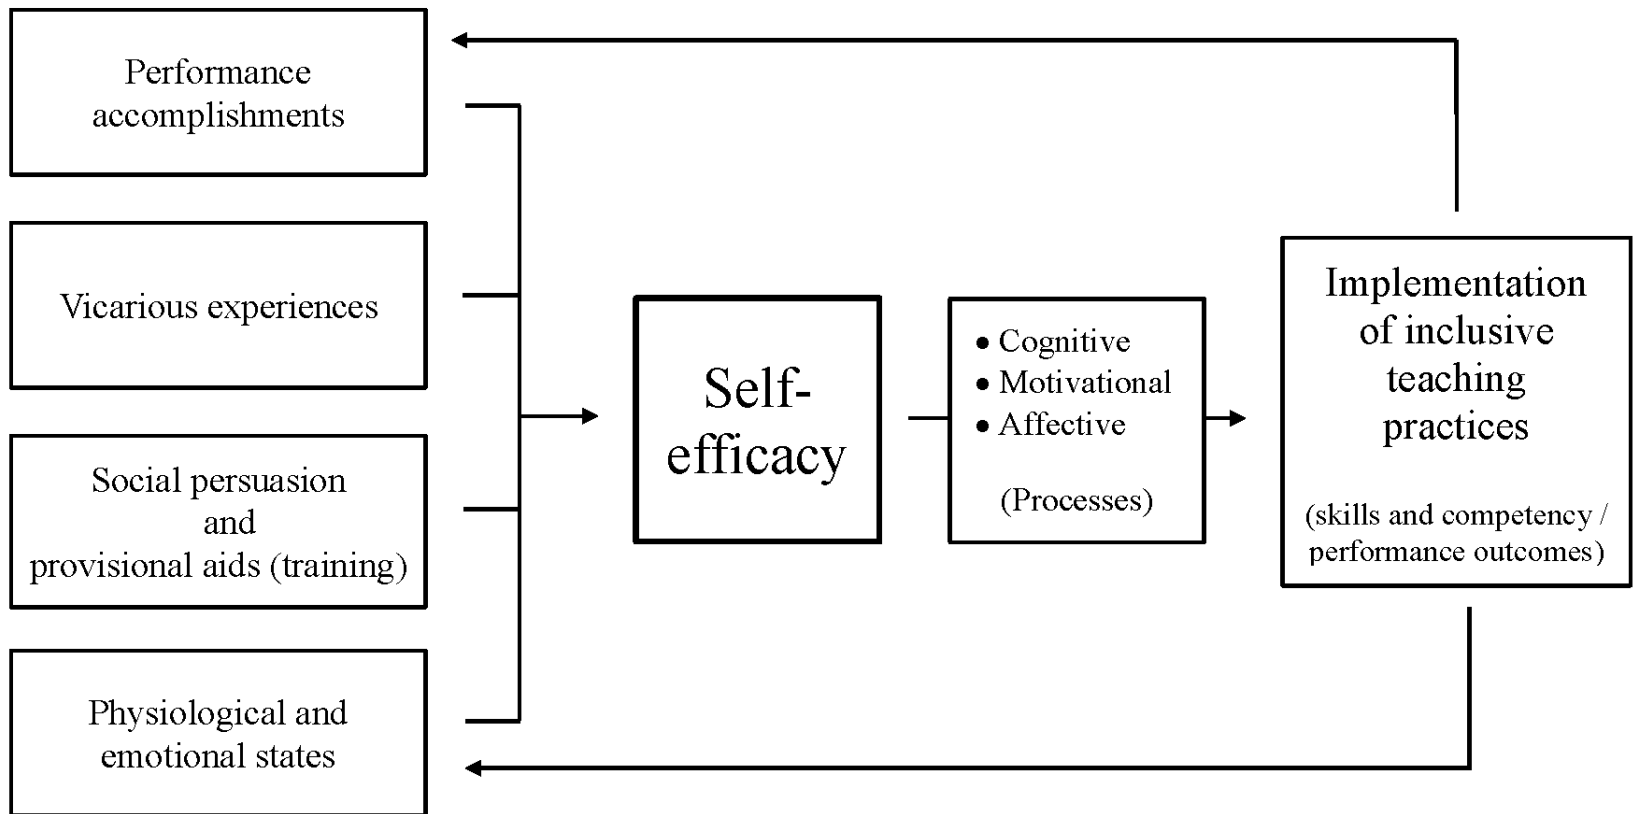 Performance
accomplishments
Vicarious experiences
Social persuasion
and
provisional aids (training)
Physiological and
emotional states
Self-
efficacy
• Cognitive
• Motivational
• Affective
(Processes)
Implementation
of inclusive
teaching
practices
(skills and competency /
performance outcomes)